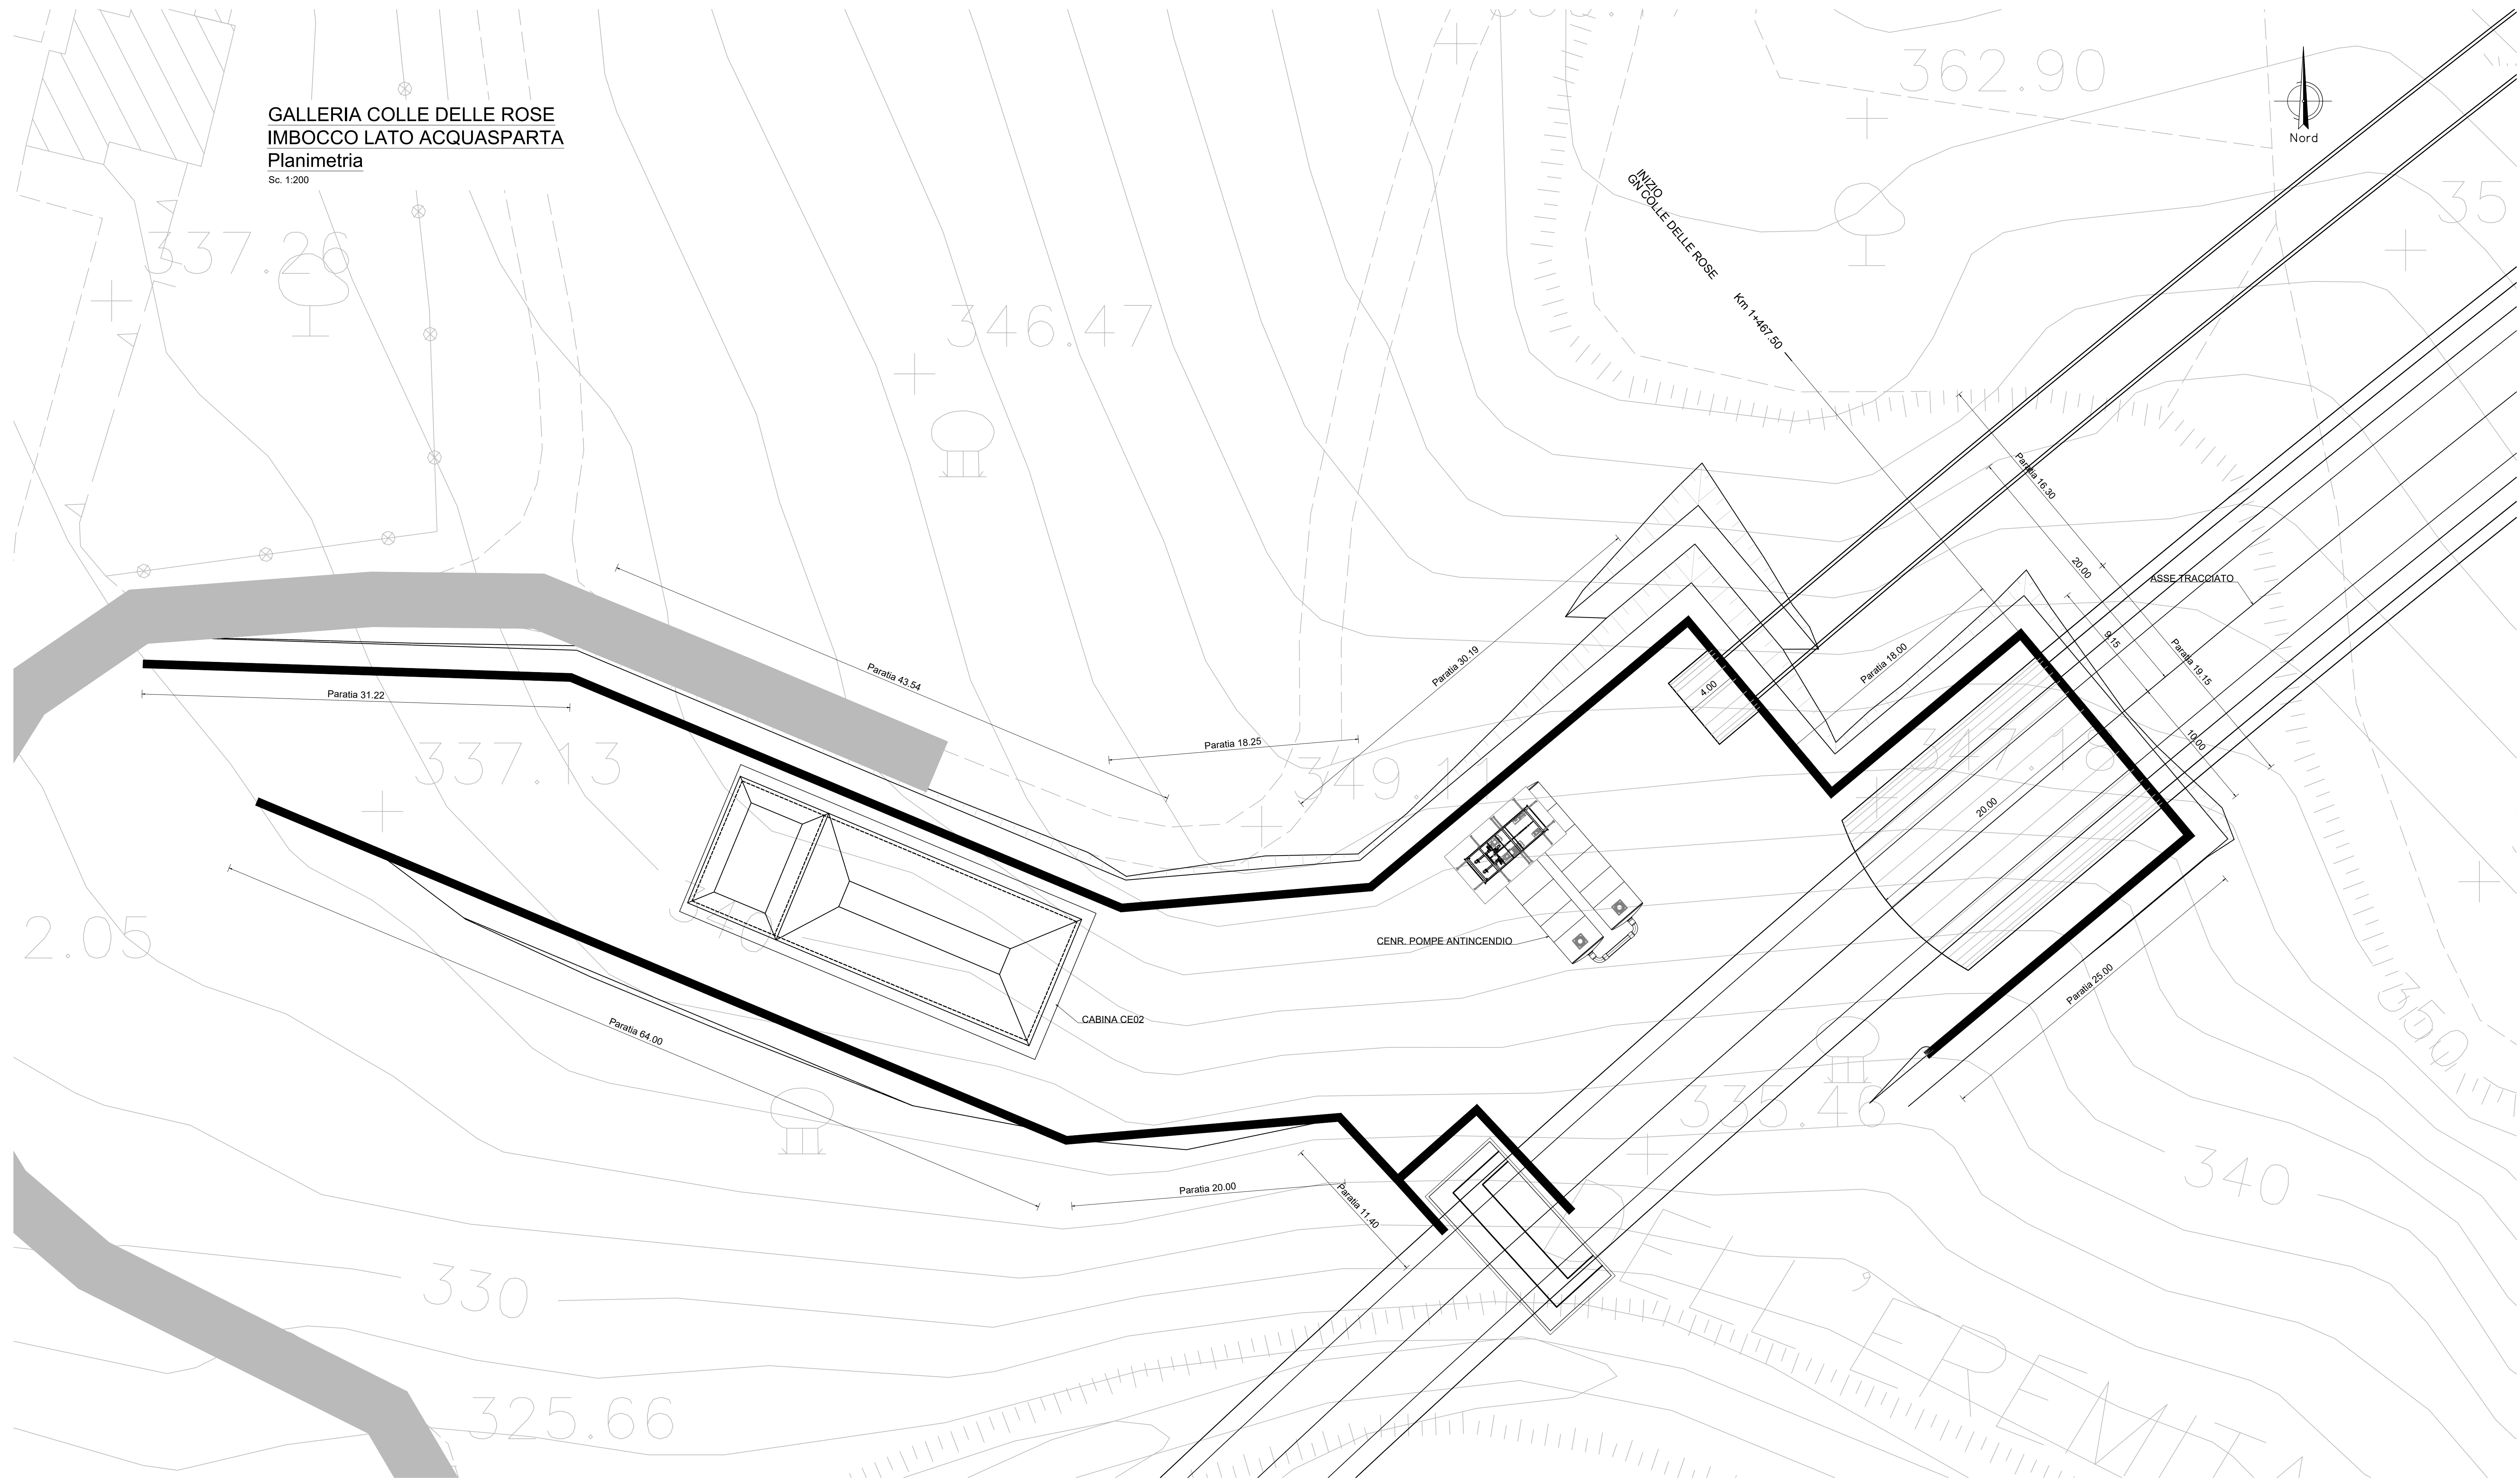 GALLERIA COLLE DELLE ROSE
IMBOCCO LATO ACQUASPARTA
Planimetria
Sc. 1:200
362.90
Nord
35
337.26
346.47
INIZIO
GN COLLE DELLE ROSE
Km 1+467.50
Paratia 16.30
20.00
ASSE TRACCIATO
9.15
Paratia 19.15
10.00
Paratia 43.54
Paratia 31.22
Paratia 18.25
Paratia 30.19
4.00
Paratia 18.00
337.13
347.16
20.00
2.05
CENR. POMPE ANTINCENDIO
Paratia 25.00
350
CABINA CE02
Paratia 64.00
335.46
Paratia 20.00
Paratia 11.40
340
330
325.66